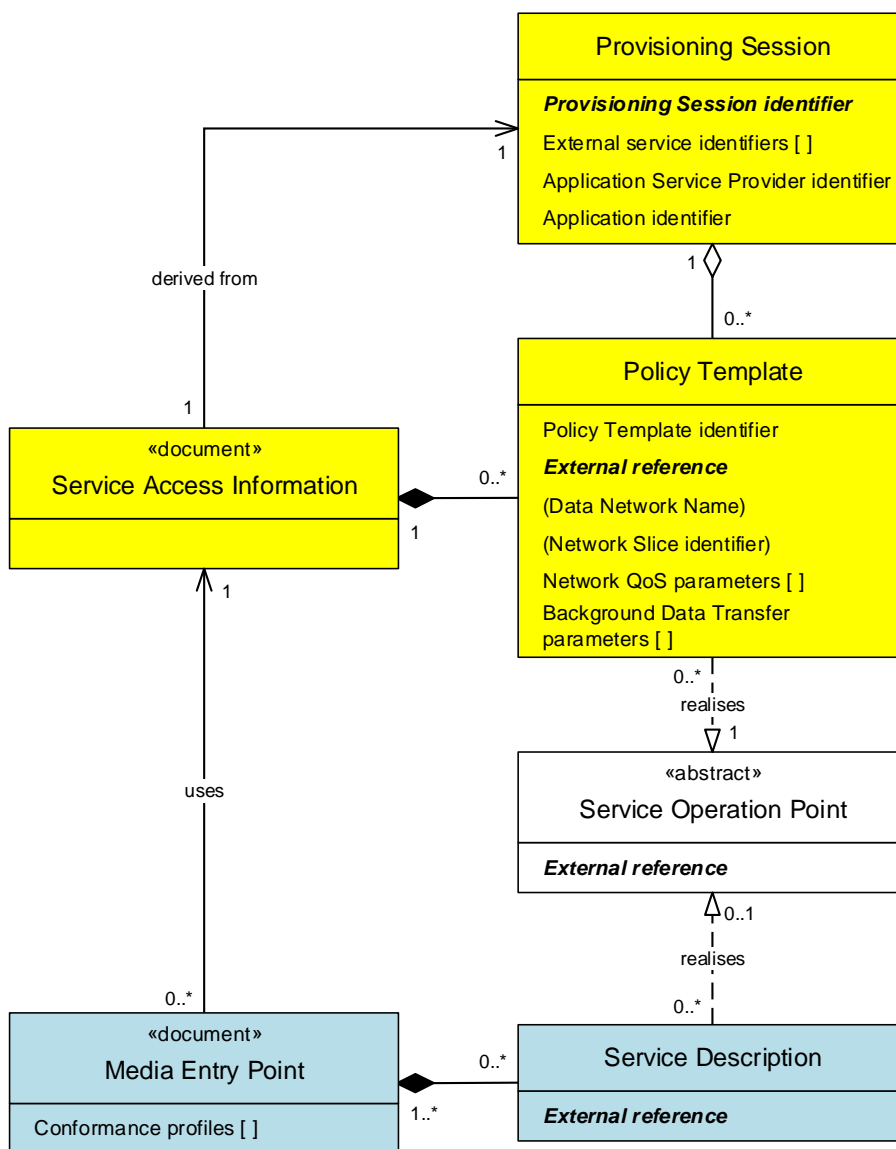 Provisioning Session
Provisioning Session identifier
External service identifiers [ ]
Application Service Provider identifier
Application identifier
1
derived from
1
1
0..*
Policy Template
Policy Template identifier
External reference
(Data Network Name)
(Network Slice identifier)
Network QoS parameters [ ]
Background Data Transfer
parameters [ ]
«document»
Service Access Information
0..*
1
1
0..*
realises
1
uses
«abstract»
Service Operation Point
External reference
0..1
realises
0..*
0..*
«document»
Media Entry Point
Conformance profiles [ ]
0..*
1..*
Service Description
External reference